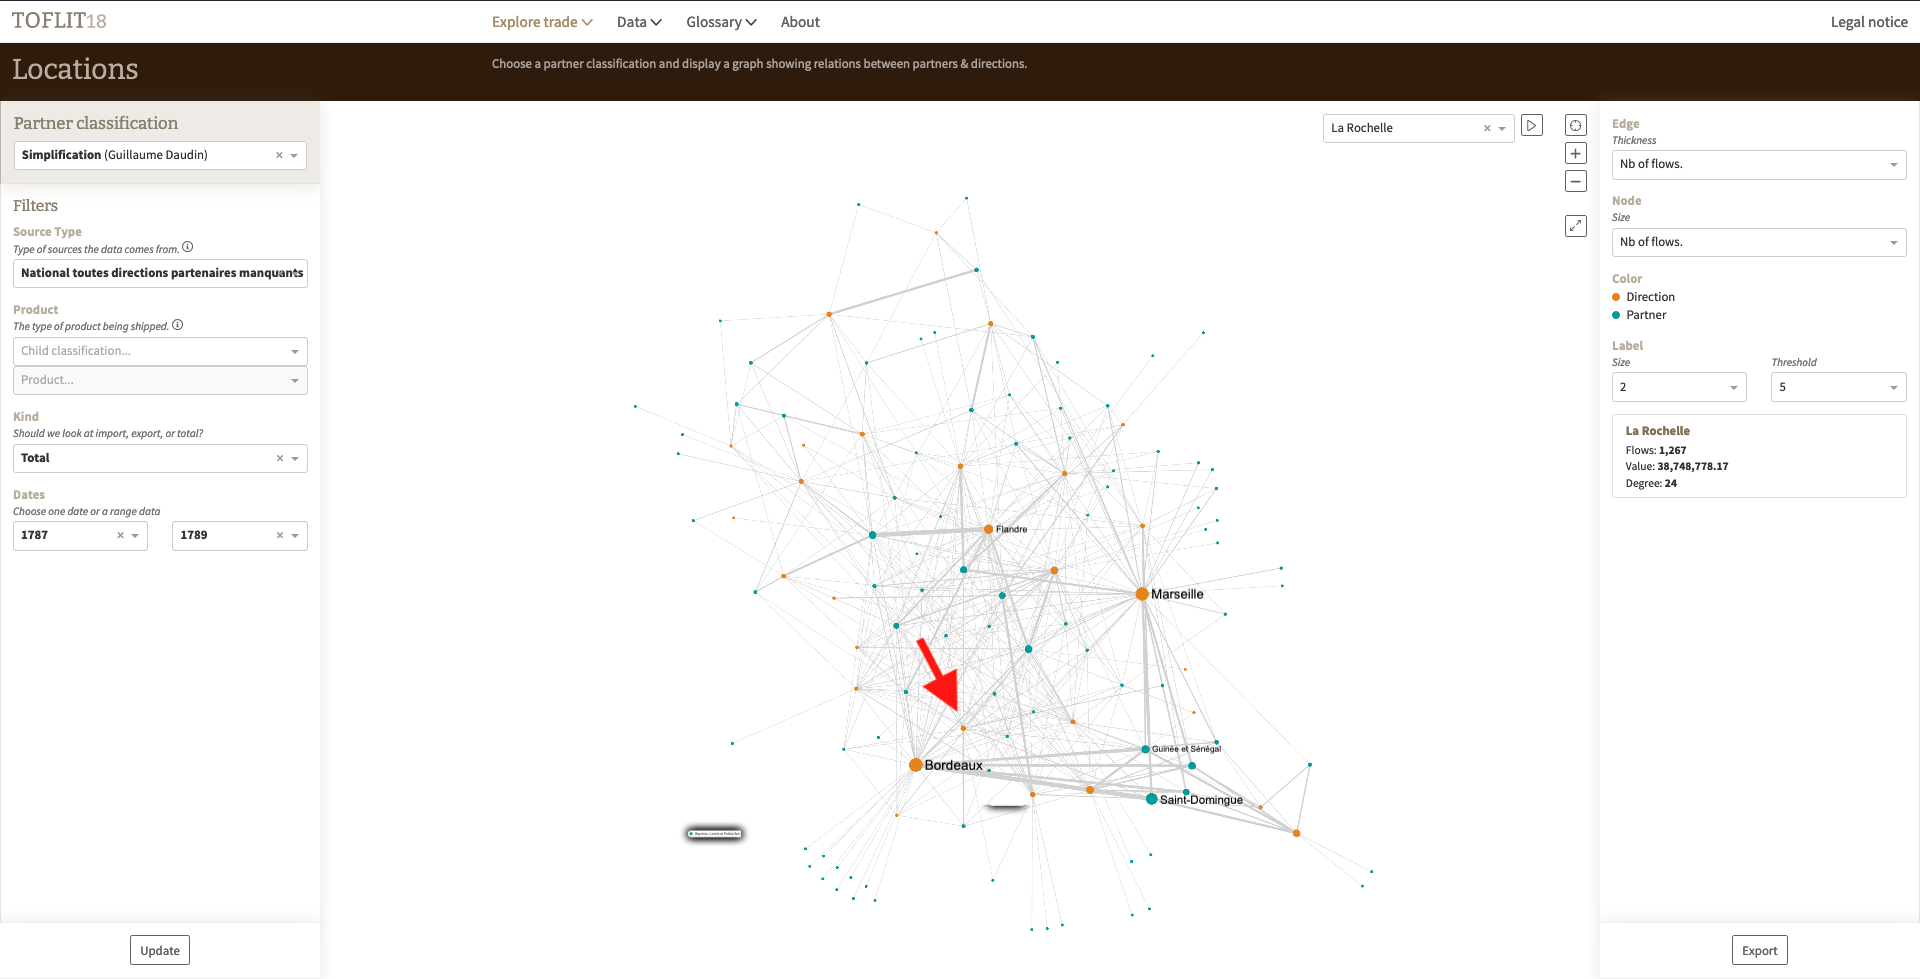 TOFLIT18
Explore trade
Data
Glossary
About
Legal notice
Locations
Choose a partner classification and display a graph showing relations between partners & directions.
Partner classification
Simplification (Guillaume Daudin)
Filters
Source Type
Type of sources the data comes from.
National toutes directions partenaires manquants
Product
The type of product being shipped.
Child classification...
Product...
Kind
Should we look at import, export, or total?
Total
Dates
Choose one date or a range data
1787
1789
Update
La Rochelle
Flandre
Marseille
Guinée et Sénégal
Bordeaux
Saint-Domingue
Edge
Thickness
Nb of flows.
Node
Size
Nb of flows.
Color
Direction
Partner
Label
Size
Threshold
2
5
La Rochelle
Flows: 1,267
Value: 38,748,778.17
Degree: 24
Export